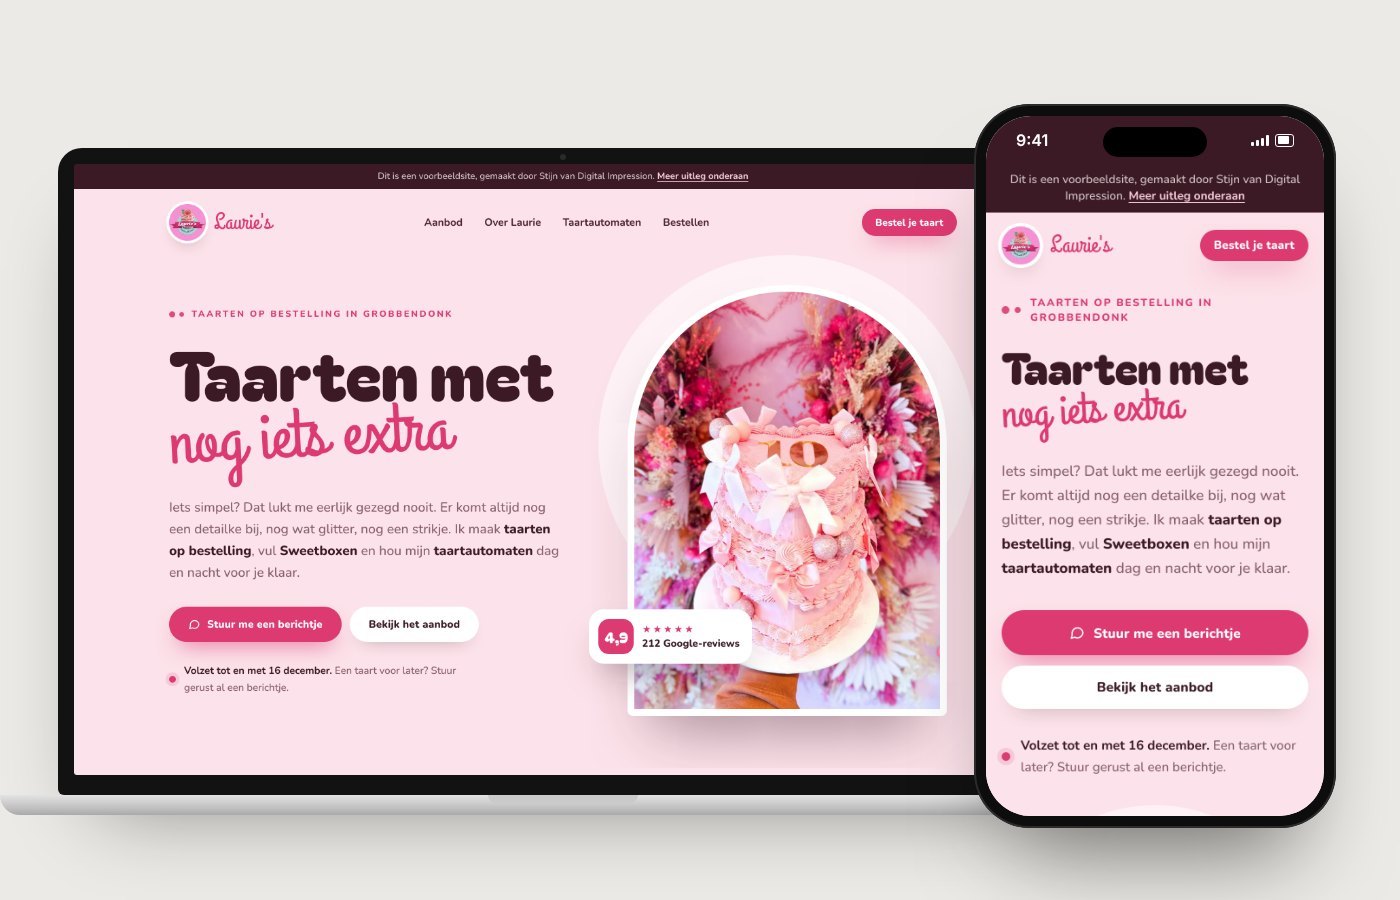 Dit is een voorbeeldsite, gemaakt door Stijn van Digital Impression. Meer uitleg onderaan
Laurie's
Aanbod
Over Laurie
Taartautomaten
Bestellen
Bestel je taart
TAARTEN OP BESTELLING IN GROBBENDONK
Taarten met
nog iets extra
Iets simpel? Dat lukt me eerlijk gezegd nooit. Er komt altijd nog
een detailke bij, nog wat glitter, nog een strikje. Ik maak taarten
op bestelling, vul Sweetboxen en hou mijn taartautomaten dag
en nacht voor je klaar.
Stuur me een berichtje
Bekijk het aanbod
Volzet tot en met 16 december. Een taart voor later? Stuur
gerust al een berichtje.
19
4,9
★★★★★
212 Google-reviews
9:41
Dit is een voorbeeldsite, gemaakt door Stijn van Digital
Impression. Meer uitleg onderaan
Laurie's
Bestel je taart
TAARTEN OP BESTELLING IN
GROBBENDONK
Taarten met
nog iets extra
Iets simpel? Dat lukt me eerlijk gezegd nooit.
Er komt altijd nog een detailke bij, nog wat
glitter, nog een strikje. Ik maak taarten op
bestelling, vul Sweetboxen en hou mijn
taartautomaten dag en nacht voor je klaar.
Stuur me een berichtje
Bekijk het aanbod
Volzet tot en met 16 december. Een taart voor
later? Stuur gerust al een berichtje.